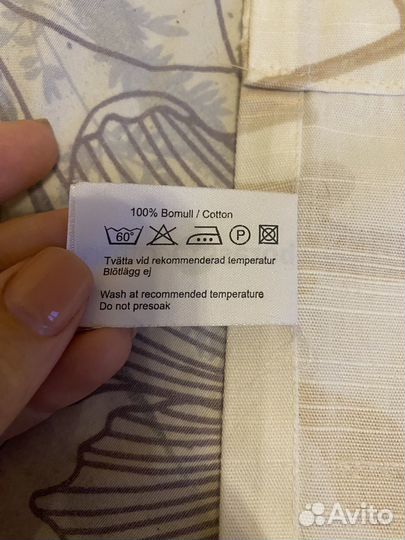 100% Bomull / Cotton
60° P
Tvätta vid rekommenderad temperatur
Blötlägg ej
Wash at recommended temperature
Do not presoak
Avito